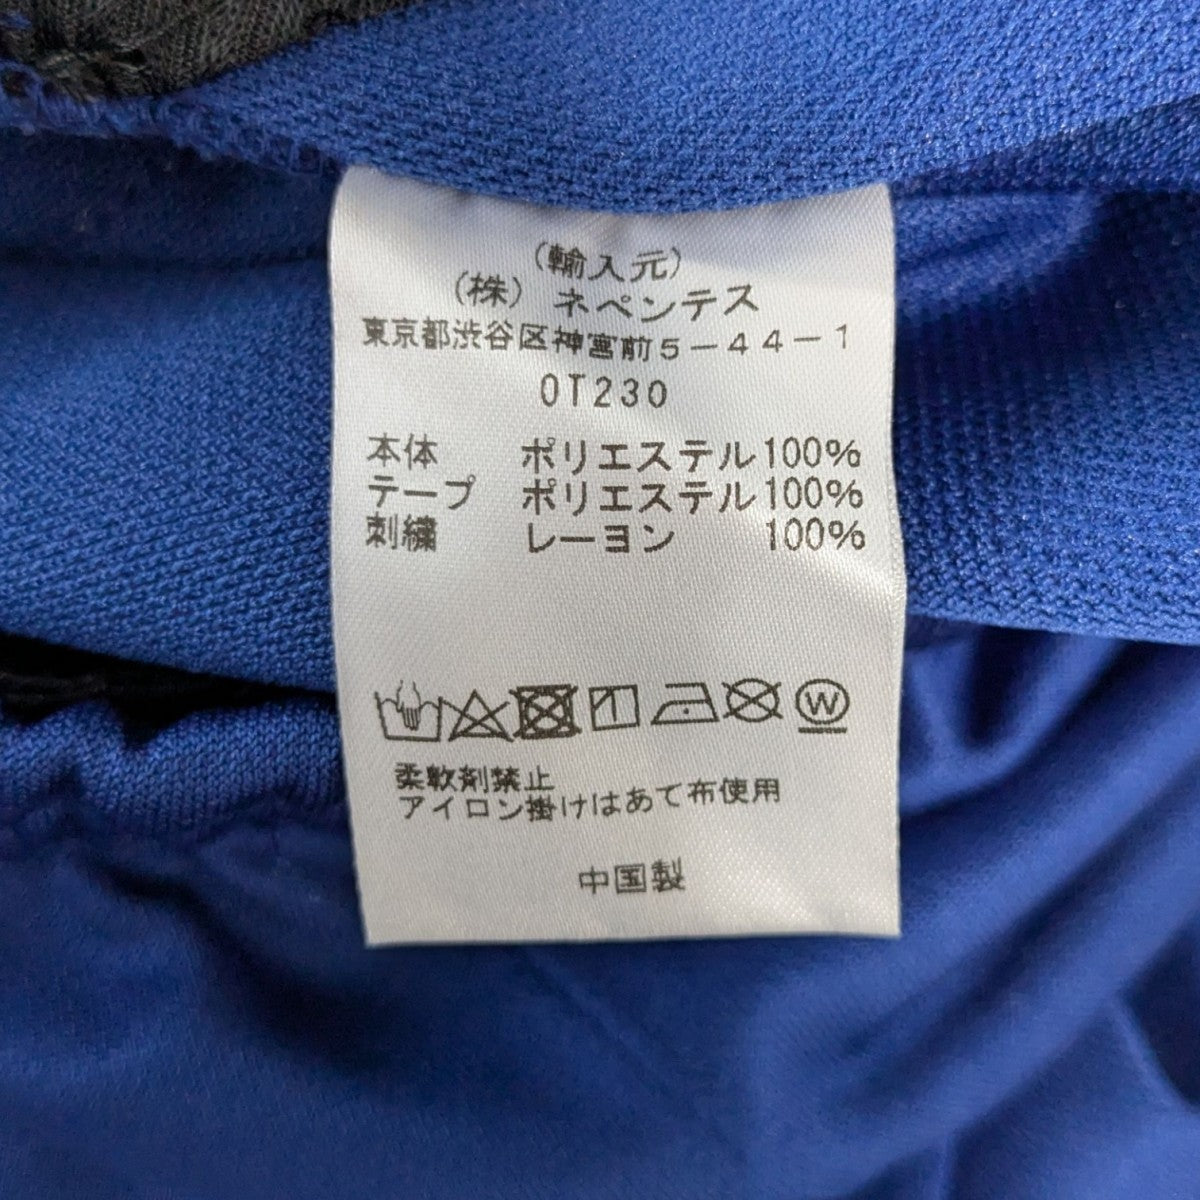 (輸入元)
(株) ネペンテス
東京都渋谷区神宮前5-44-1
OT230
本体 ポリエステル100%
テープ ポリエステル100%
刺繍 レーヨン 100%
W
柔軟剤禁止
アイロン掛けはあて布使用
中国製